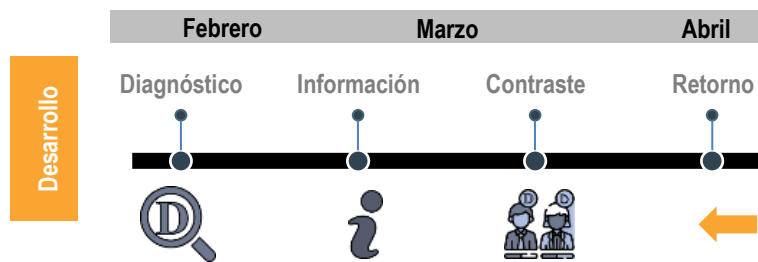 Febrero Marzo Abril
Desarrollo
Diagnóstico Información Contraste Retorno
D
i
D D